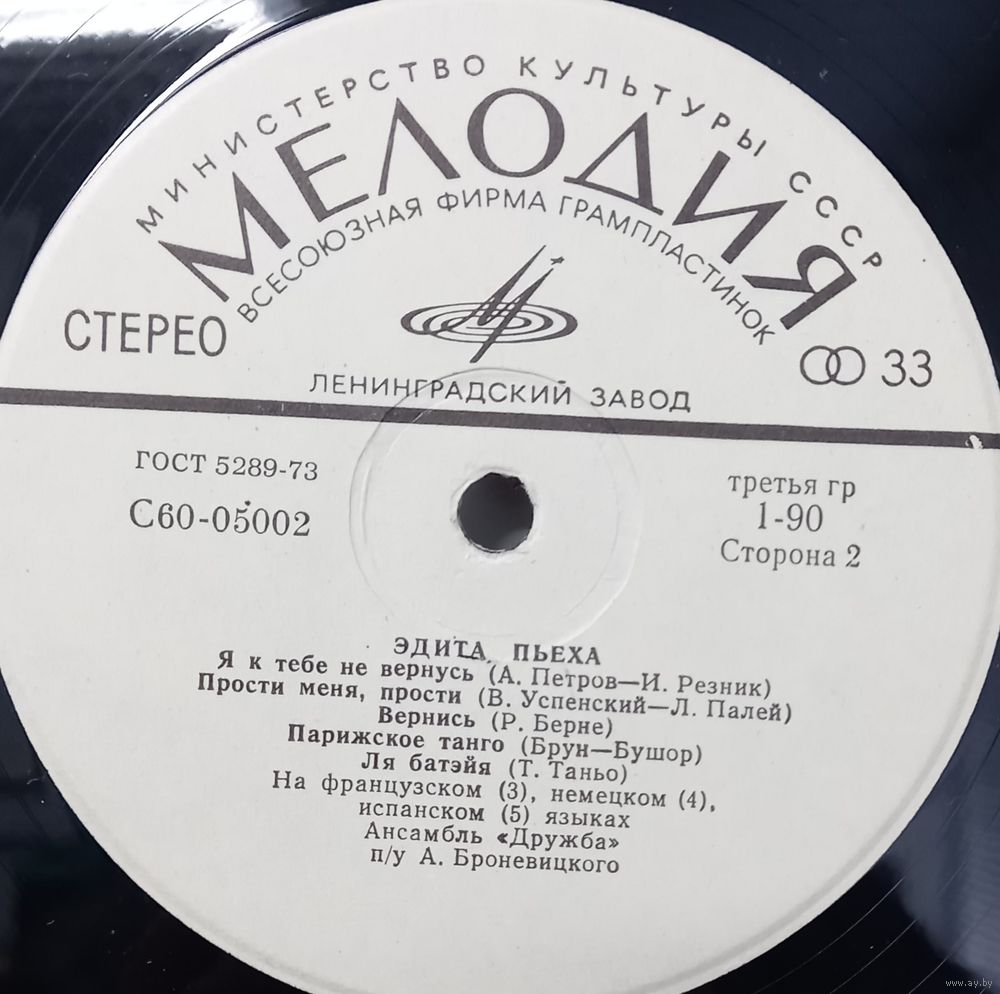 МИНИСТЕРСТВО КУЛЬТУРЫ СССР
МЕЛОДИЯ
ВСЕСОЮЗНАЯ ФИРМА ГРАМПЛАСТИНОК
СТЕРЕО
33
ЛЕНИНГРАДСКИЙ ЗАВОД
ГОСТ 5289-73
С60-05002
третья гр
1-90
Сторона 2
ЭДИТА ПЬЕХА
Я к тебе не вернусь (А. Петров—И. Резник)
Прости меня, прости (В. Успенский—Л. Палей)
Вернись (Р. Берне)
Парижское танго (Брун—Бушор)
Ля батэйя (Т. Таньо)
На французском (3), немецком (4),
испанском (5) языках
Ансамбль «Дружба»
п/у А. Броневицкого
www.ay.by